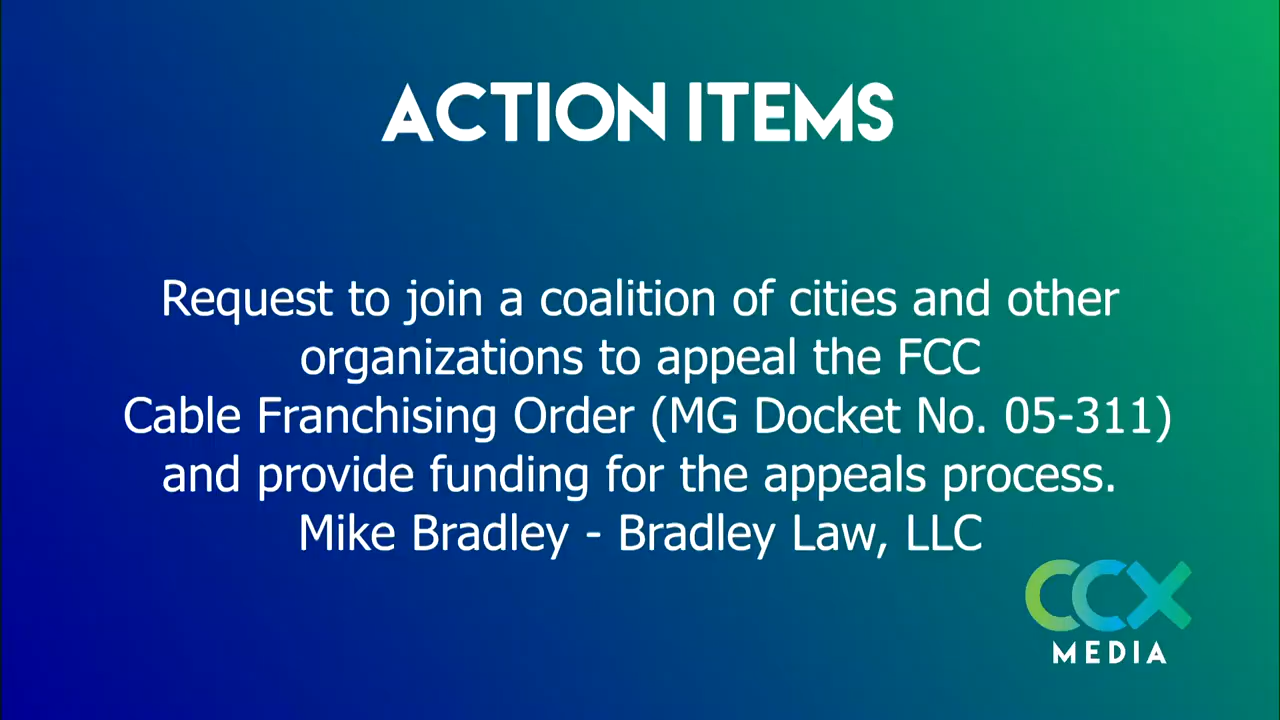 ACTION ITEMS
Request to join a coalition of cities and other
organizations to appeal the FCC
Cable Franchising Order (MG Docket No. 05-311)
and provide funding for the appeals process.
Mike Bradley - Bradley Law, LLC
CCX
MEDIA